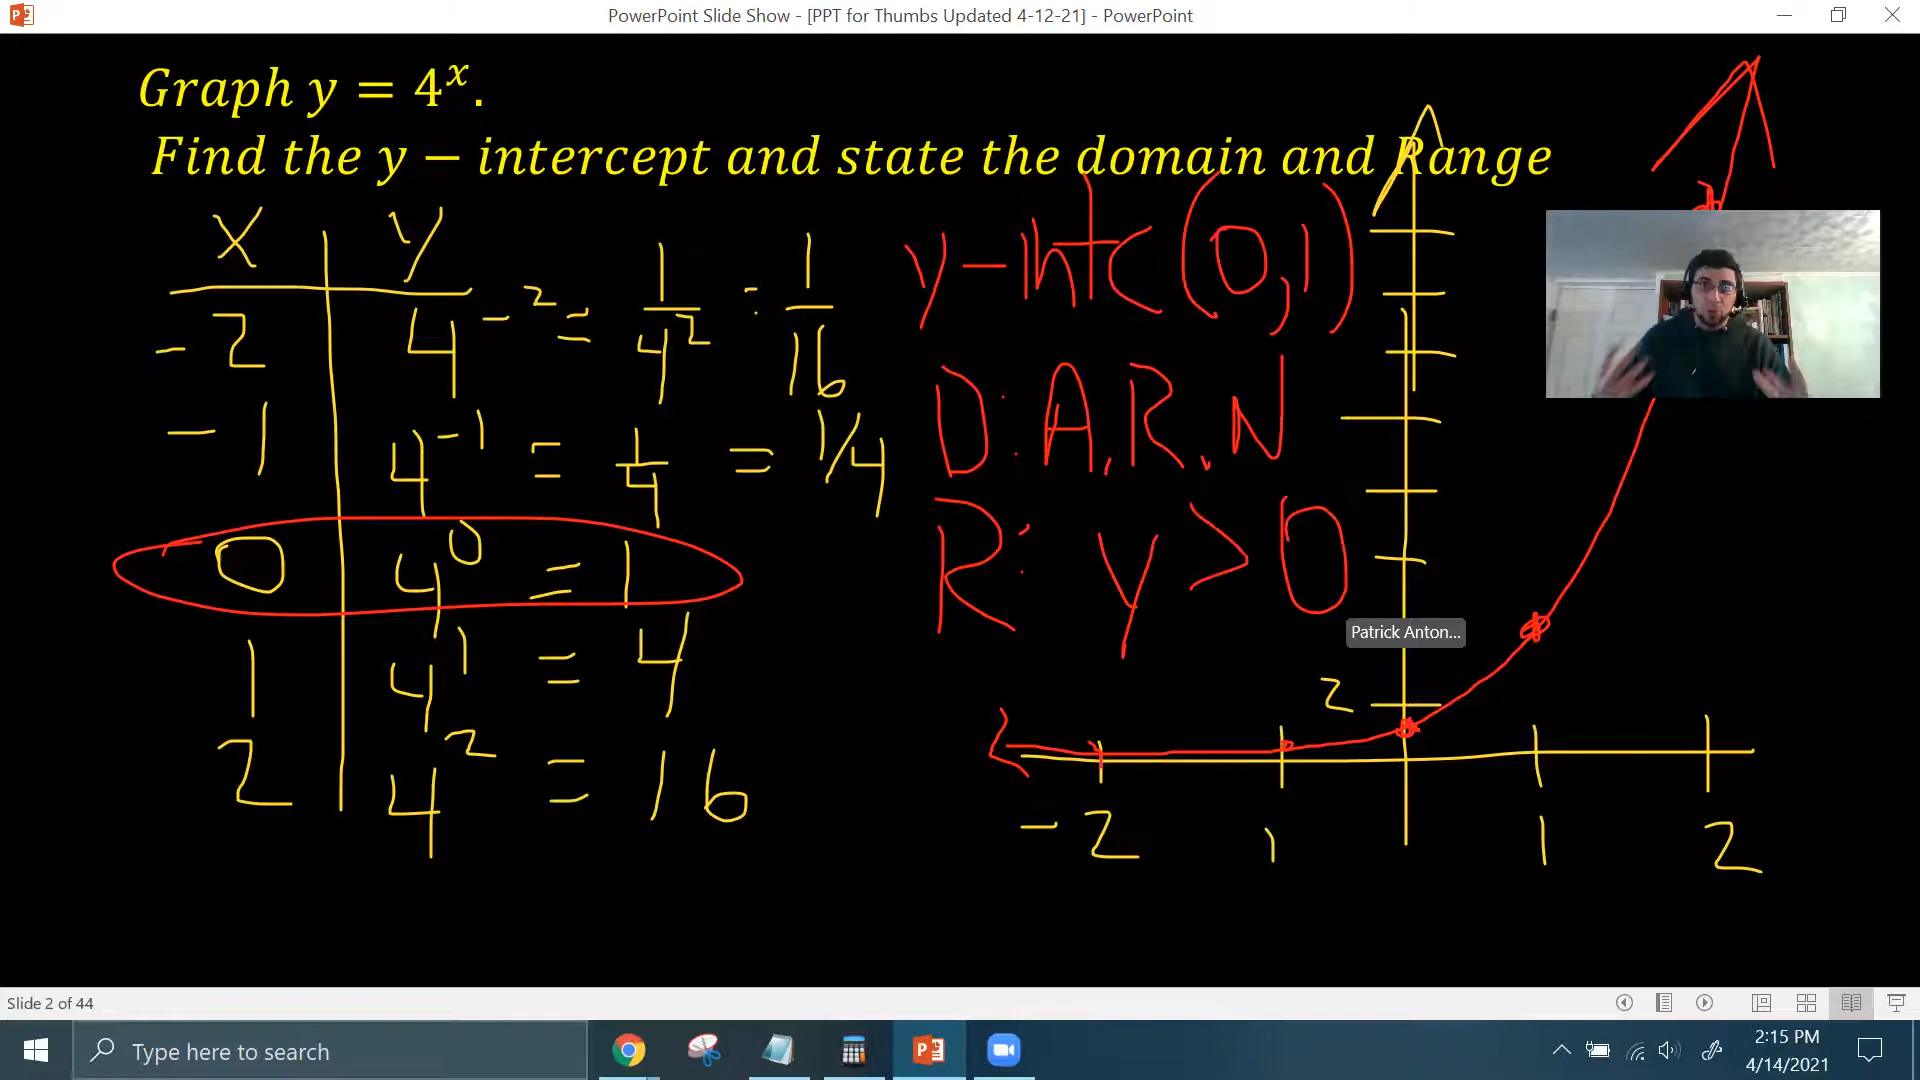 PowerPoint Slide Show - [PPT for Thumbs Updated 4-12-21] - PowerPoint
Graph y = 4^x.
Find the y − intercept and state the domain and Range
X Y
-2 4^-2 = 1/4^2 = 1/16
-1 4^-1 = 1/4 = 1/4
0 4^0 = 1
1 4^1 = 4
2 4^2 = 16
y-intc (0,1)
D: A.R.N
R: y > 0
Patrick Anton...
2
-2 1 1 2
Slide 2 of 44
Type here to search
2:15 PM
4/14/2021